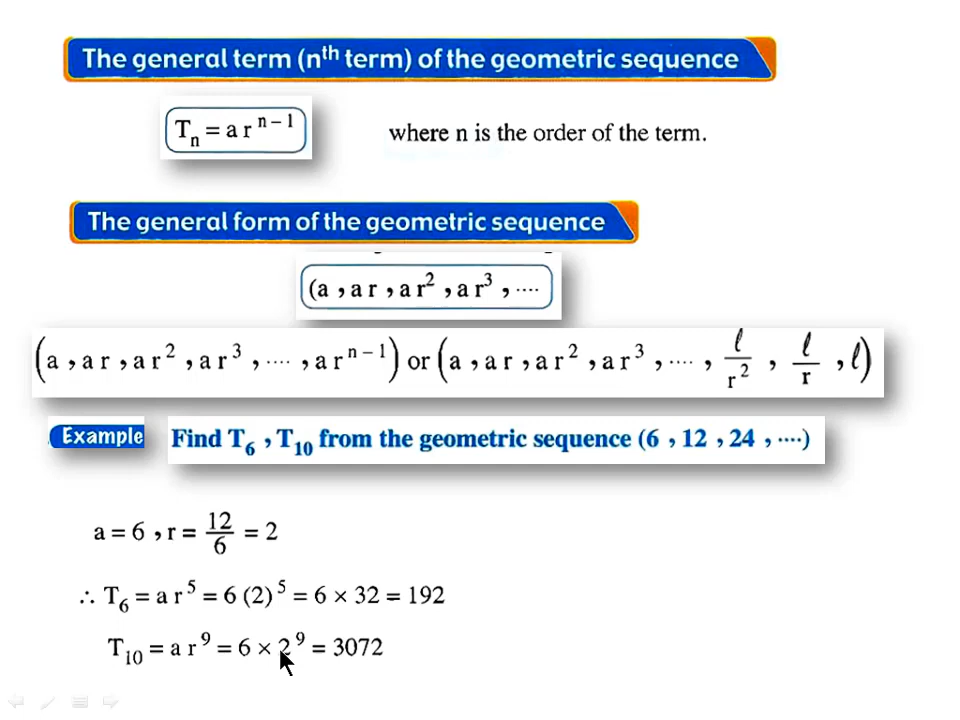 The general term (nth term) of the geometric sequence
Tₙ = a r ⁿ⁻¹ where n is the order of the term.
The general form of the geometric sequence
(a , a r , a r² , a r³ , ····
(a , a r , a r² , a r³ , ···· , a rⁿ⁻¹) or (a , a r , a r² , a r³ , ···· , ℓ/r² , ℓ/r , ℓ)
Example Find T₆ , T₁₀ from the geometric sequence (6 , 12 , 24 , ····)
a = 6 , r = 12/6 = 2
∴ T₆ = a r⁵ = 6 (2)⁵ = 6 × 32 = 192
T₁₀ = a r⁹ = 6 × 2⁹ = 3072